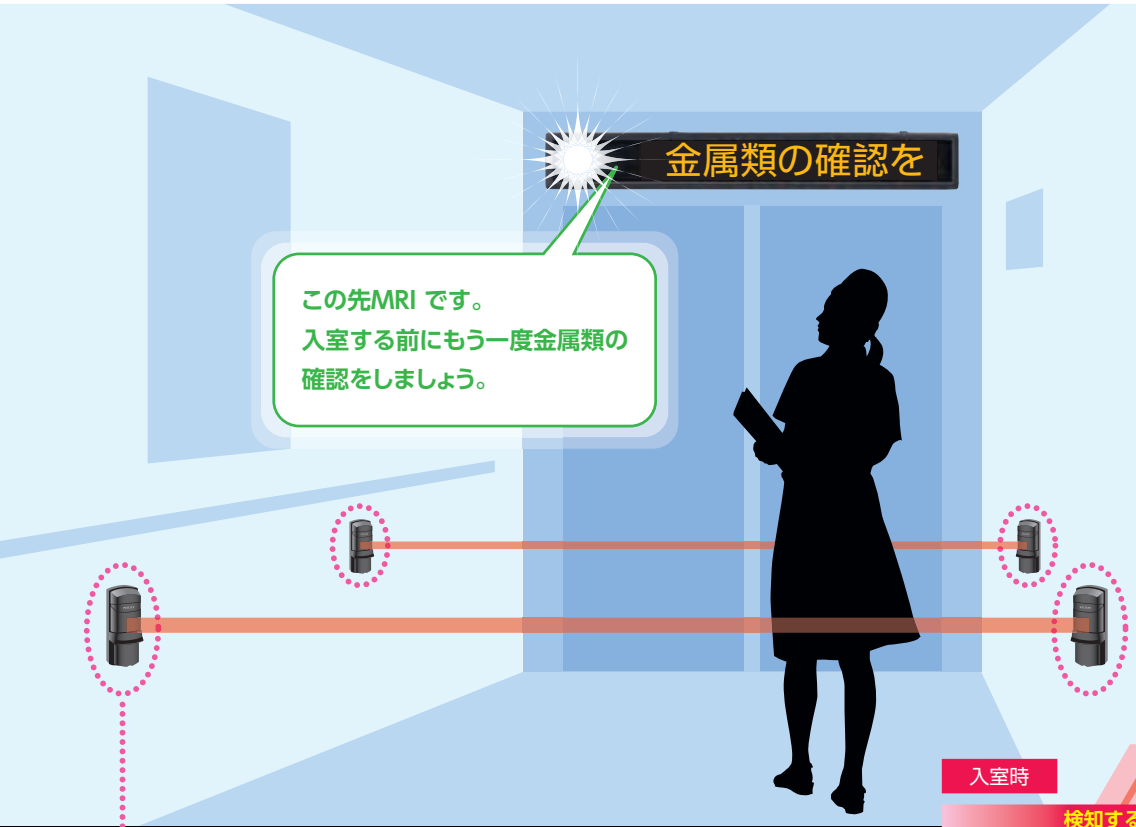 金属類の確認を
この先MRI です。
入室する前にもう一度金属類の
確認をしましょう。
入室時
検知する